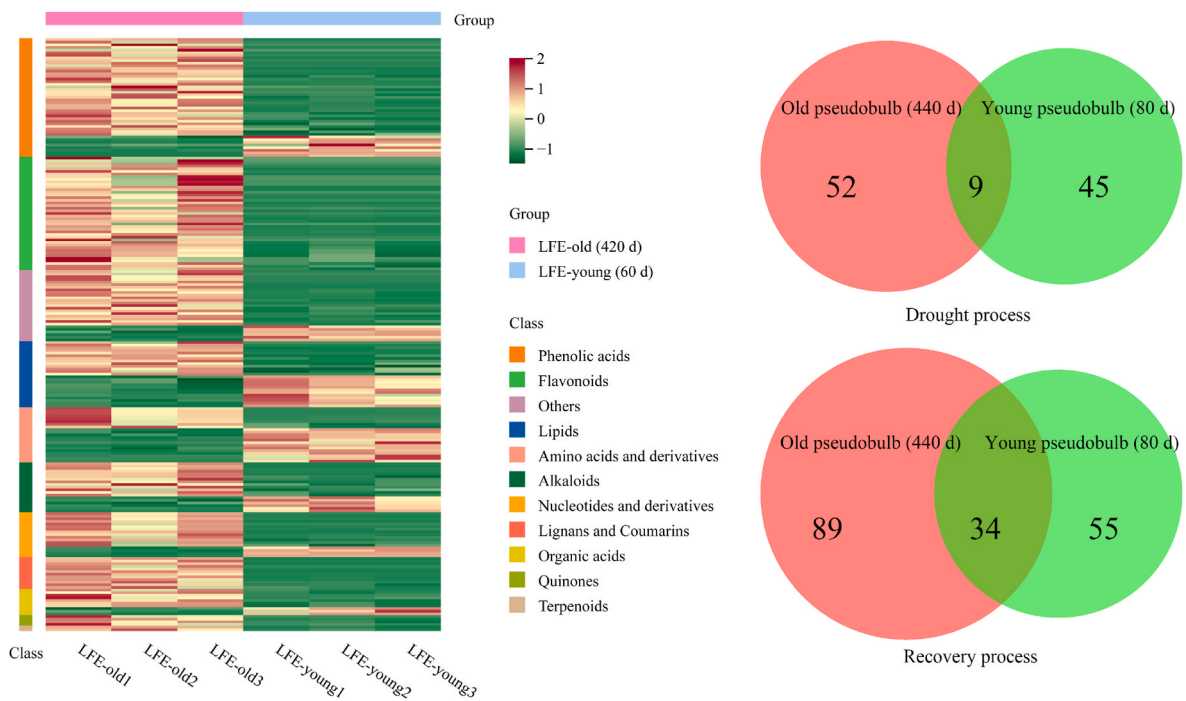 Group
2
1
0
−1
Group
LFE-old (420 d)
LFE-young (60 d)
Class
Phenolic acids
Flavonoids
Others
Lipids
Amino acids and derivatives
Alkaloids
Nucleotides and derivatives
Lignans and Coumarins
Organic acids
Quinones
Terpenoids
Class
LFE-old1
LFE-old2
LFE-old3
LFE-young1
LFE-young2
LFE-young3
Old pseudobulb (440 d)
Young pseudobulb (80 d)
52
9
45
Drought process
Old pseudobulb (440 d)
Young pseudobulb (80 d)
89
34
55
Recovery process